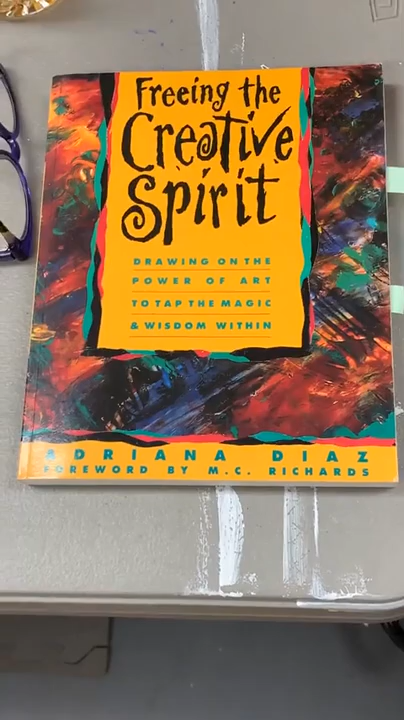 Freeing the
Creative
Spirit
DRAWING ON THE
POWER OF ART
TO TAP THE MAGIC
& WISDOM WITHIN
ADRIANA DIAZ
FOREWORD BY M.C. RICHARDS